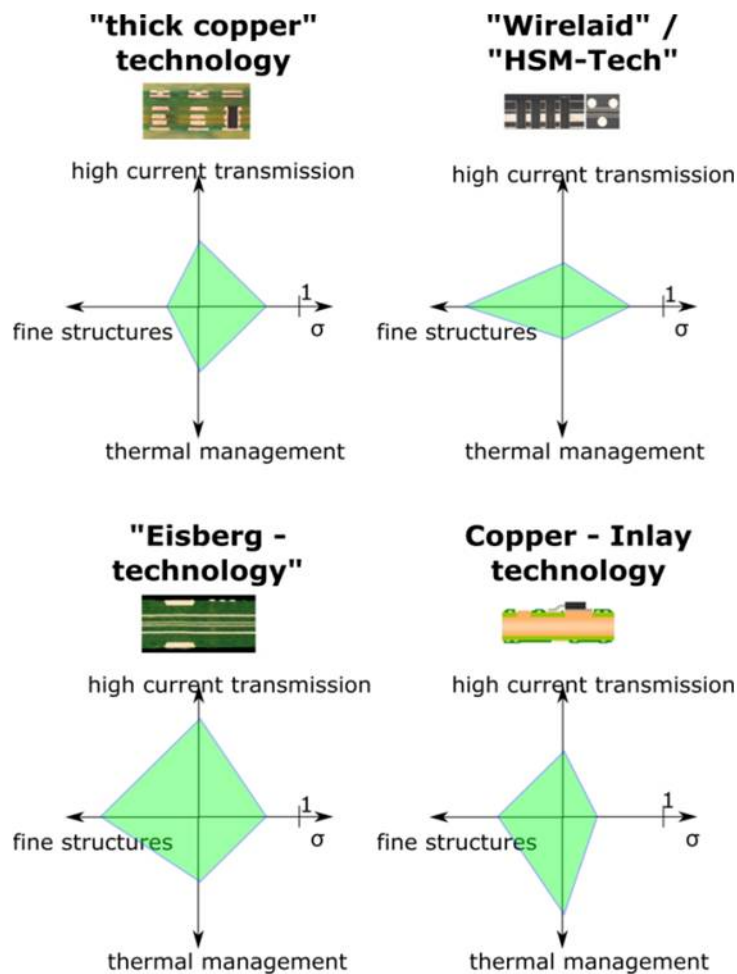 "thick copper"
technology
high current transmission
1
fine structures
σ
thermal management
"Wirelaid" /
"HSM-Tech"
high current transmission
1
fine structures
σ
thermal management
"Eisberg -
technology"
high current transmission
1
fine structures
σ
thermal management
Copper - Inlay
technology
high current transmission
1
fine structures
σ
thermal management